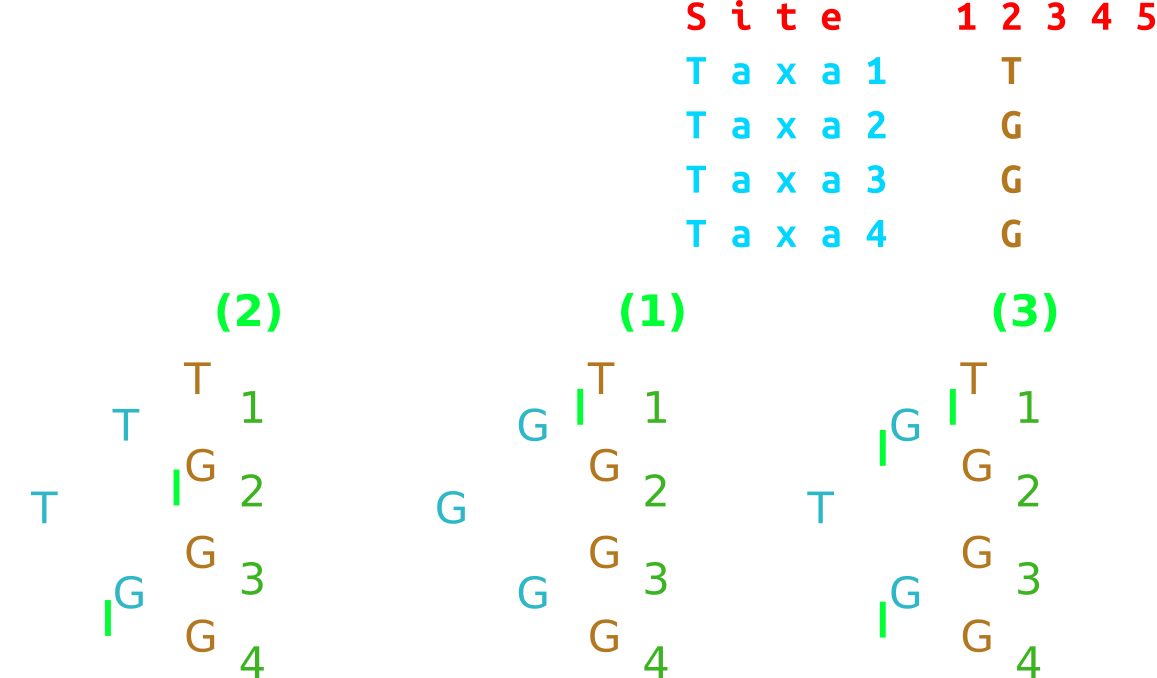 Site 1 2 3 4 5
Taxa1 T
Taxa2 G
Taxa3 G
Taxa4 G
(2) (1) (3)
T T T
1 1 1
T G G
G G G
2 2 2
T G T
G G G
3 3 3
G G G
G G G
4 4 4